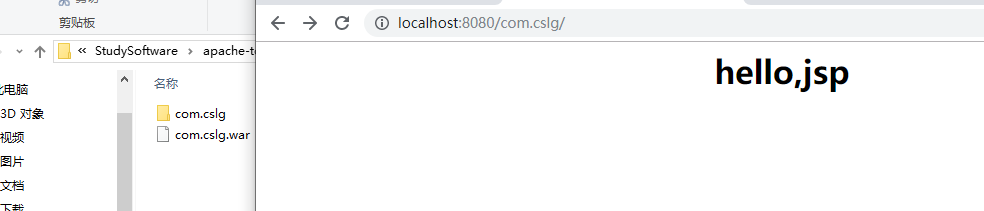 剪贴板
« StudySoftware › apache-t
此电脑
3D 对象
视频
图片
文档
下载
名称
com.cslg
com.cslg.war
localhost:8080/com.cslg/
hello,jsp